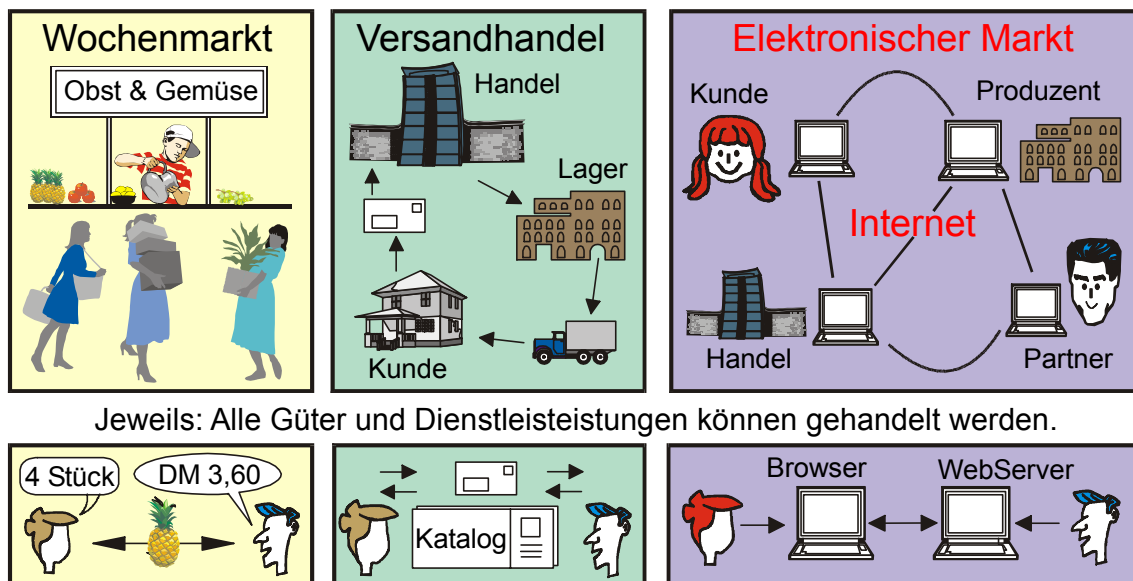 Wochenmarkt
Obst & Gemüse
Versandhandel
Handel
Lager
Kunde
Elektronischer Markt
Kunde
Produzent
Internet
Handel
Partner
Jeweils: Alle Güter und Dienstleisteistungen können gehandelt werden.
4 Stück
DM 3,60
Katalog
Browser
WebServer